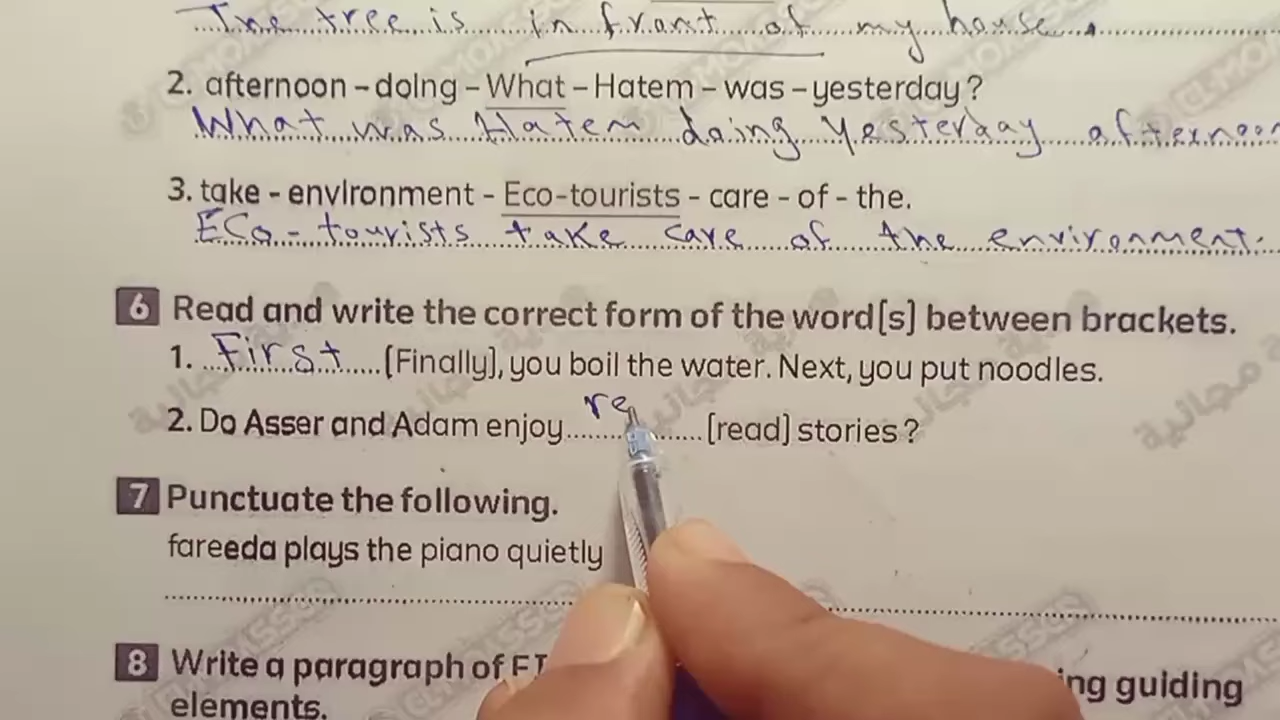 The tree is in front of my house.
2. afternoon – doing – What – Hatem – was – yesterday ?
What was Hatem doing yesterday afternoon
3. take - environment - Eco-tourists - care - of - the.
Eco-tourists take care of the environment.
6 Read and write the correct form of the word(s) between brackets.
1. First (Finally), you boil the water. Next, you put noodles.
re
2. Do Asser and Adam enjoy.................. (read) stories ?
7 Punctuate the following.
fareeda plays the piano quietly
8 Write a paragraph of guiding
elements.